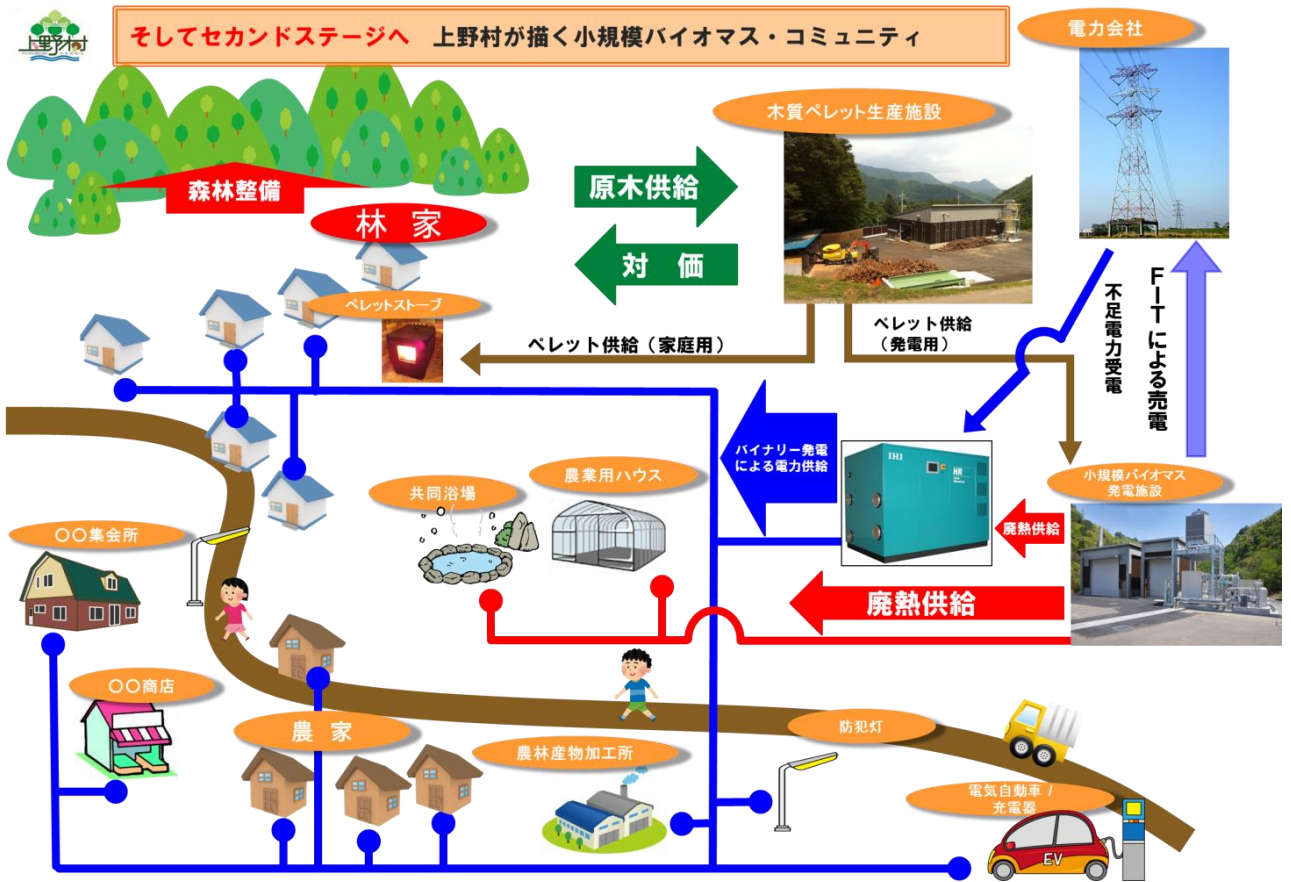 上野村
そしてセカンドステージへ 上野村が描く小規模バイオマス・コミュニティ
電力会社
木質ペレット生産施設
森林整備
原木供給
林 家
対 価
ペレットストーブ
ペレット供給（家庭用）
ペレット供給
（発電用）
不足電力受電
FITによる売電
バイナリー発電
による電力供給
IHI
HR
小規模バイオマス
発電施設
共同浴場
農業用ハウス
廃熱供給
〇〇集会所
廃熱供給
〇〇商店
農 家
農林産物加工所
防犯灯
電気自動車 /
充電器
EV